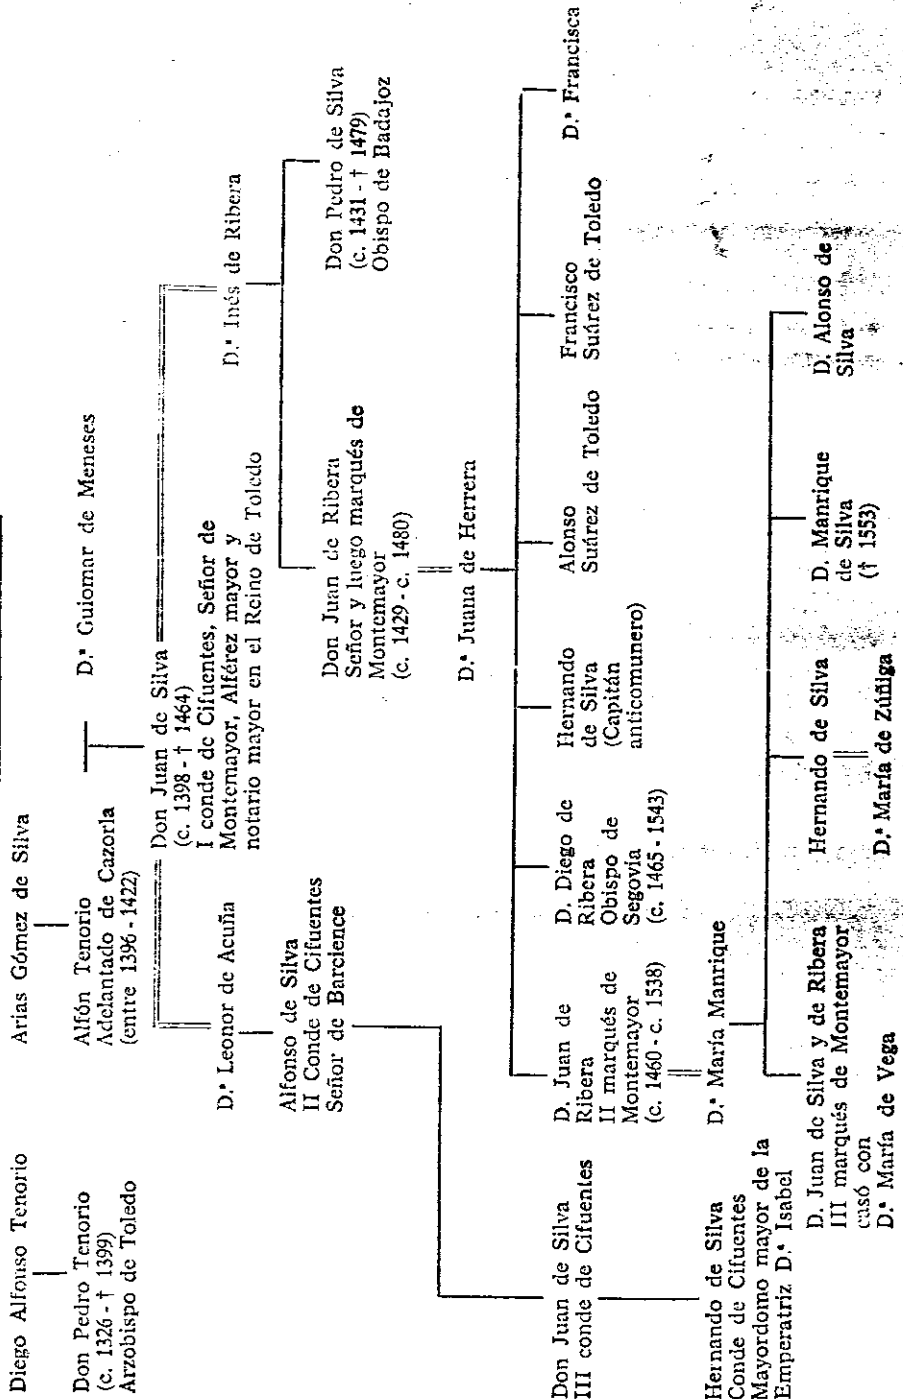 Diego Alfonso Tenorio
Don Pedro Tenorio
(c. 1326 - † 1399)
Arzobispo de Toledo
Arias Gómez de Silva
Alfón Tenorio
Adelantado de Cazorla
(entre 1396 - 1422)
D.ª Guiomar de Meneses
Don Juan de Silva
(c. 1398 - † 1464)
I conde de Cifuentes, Señor de
Montemayor, Alférez mayor y
notario mayor en el Reino de Toledo
D.ª Leonor de Acuña
D.ª Inés de Ribera
Alfonso de Silva
II Conde de Cifuentes
Señor de Barcience
Don Juan de Ribera
Señor y luego marqués de
Montemayor
(c. 1429 - c. 1480)
Don Pedro de Silva
(c. 1431 - † 1479)
Obispo de Badajoz
D.ª Juana de Herrera
Don Juan de Silva
III conde de Cifuentes
D. Juan de
Ribera
II marqués de
Montemayor
(c. 1460 - c. 1538)
D. Diego de
Ribera
Obispo de
Segovia
(c. 1465 - 1543)
Hernando
de Silva
(Capitán
anticomunero)
Alonso
Suárez de Toledo
Francisco
Suárez de Toledo
D.ª Francisca
D.ª María Manrique
Hernando de Silva
Conde de Cifuentes
Mayordomo mayor de la
Emperatriz D.ª Isabel
D. Juan de Silva y de Ribera
III marqués de Montemayor
casó con
D.ª María de Vega
Hernando de Silva
D.ª María de Zúñiga
D. Manrique
de Silva
(† 1553)
D. Alonso de
Silva